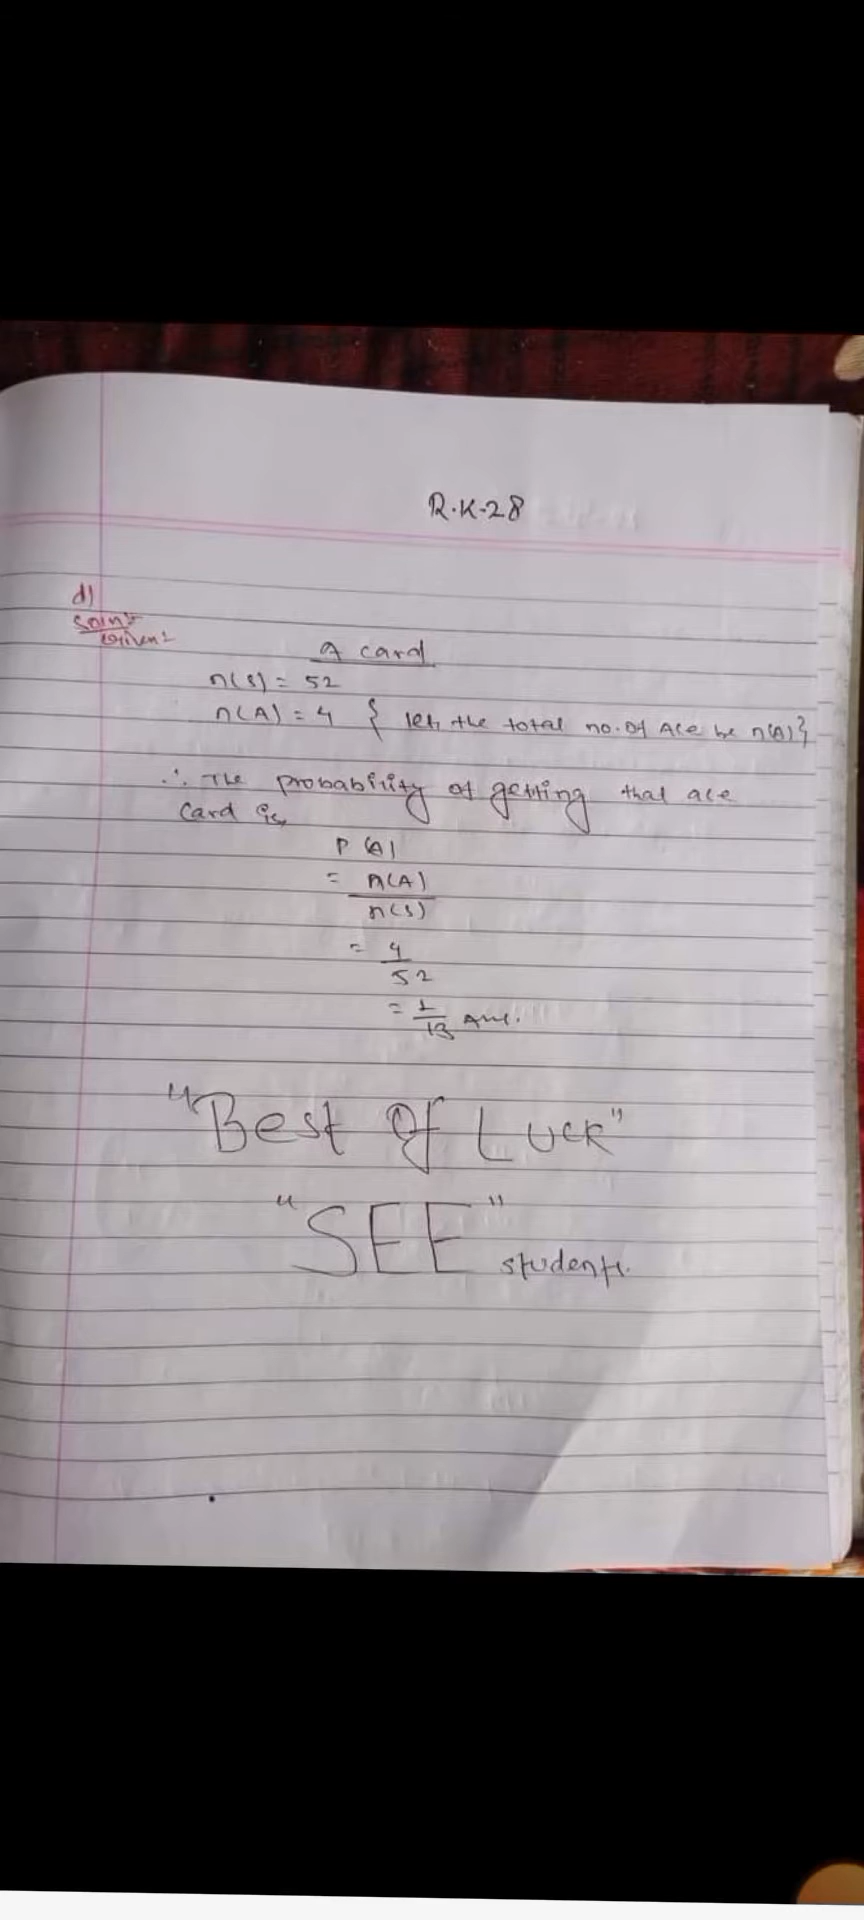 R.K-28
d)
Soln:
Given:
A card
n(S) = 52
n(A) = 4 { let, the total no. of Ace be n(A)}
∴ The probability of getting that ace
card is,
P(A)
= n(A)
n(S)
= 4
52
= 1
13 Ans.
"Best Of Luck"
"SEE" students.